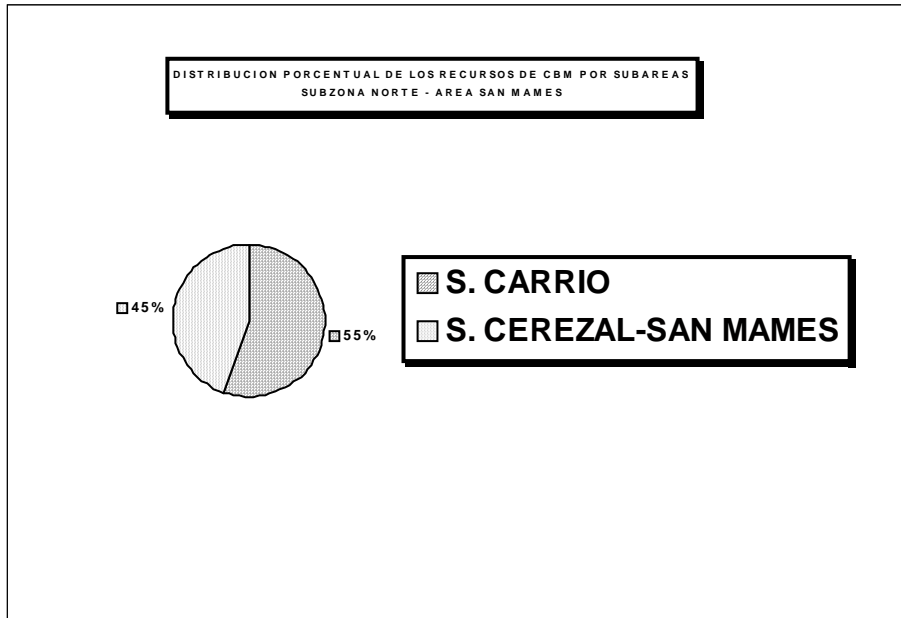 DISTRIBUCION PORCENTUAL DE LOS RECURSOS DE CBM POR SUBAREAS
SUBZONA NORTE - AREA SAN MAMES
45%
55%
S. CARRIO
S. CEREZAL-SAN MAMES